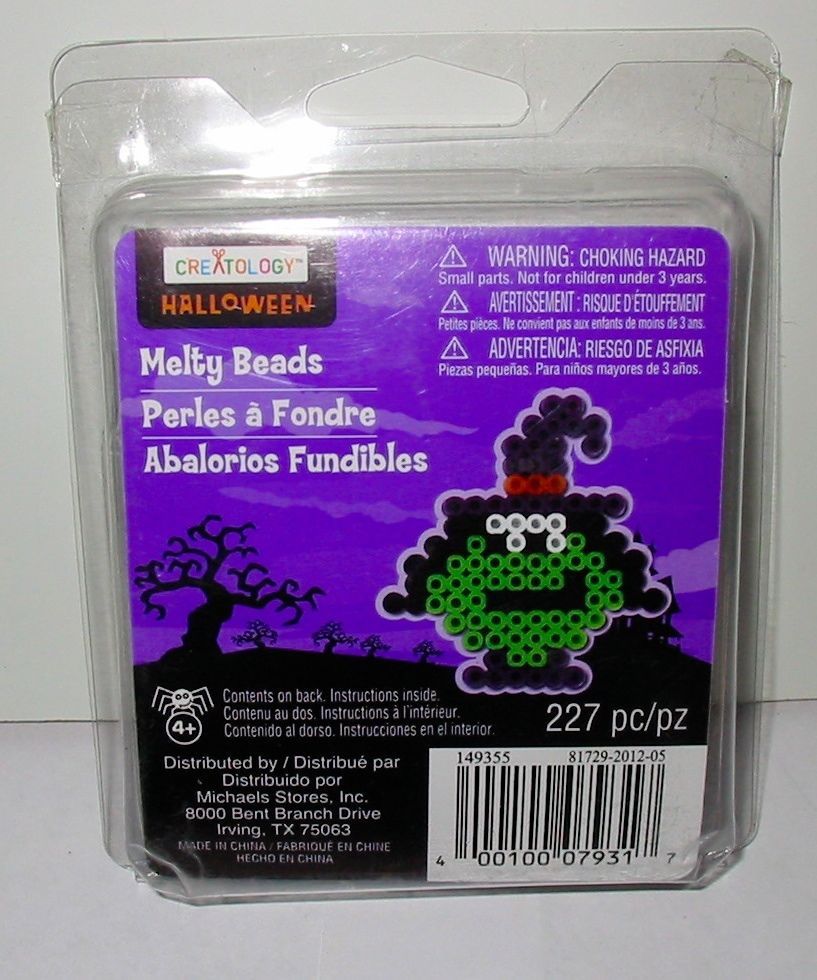 CREATOLOGY™
HALLOWEEN
Melty Beads
Perles à Fondre
Abalorios Fundibles
WARNING: CHOKING HAZARD
Small parts. Not for children under 3 years.
AVERTISSEMENT : RISQUE D'ÉTOUFFEMENT
Petites pièces. Ne convient pas aux enfants de moins de 3 ans.
ADVERTENCIA: RIESGO DE ASFIXIA
Piezas pequeñas. Para niños mayores de 3 años.
4+
Contents on back. Instructions inside.
Contenu au dos. Instructions à l'intérieur.
Contenido al dorso. Instrucciones en el interior.
227 pc/pz
Distributed by / Distribué par
Distribuido por
Michaels Stores, Inc.
8000 Bent Branch Drive
Irving, TX 75063
MADE IN CHINA / FABRIQUÉ EN CHINE
HECHO EN CHINA
149355 81729-2012-05
4 00100 07931 7